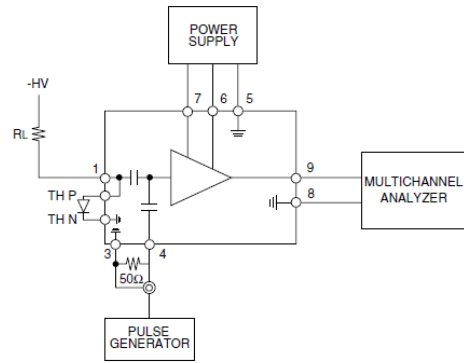 POWER
SUPPLY
-HV
7 6 5
RL
1
9
TH P
8
MULTICHANNEL
ANALYZER
TH N
3 4
50Ω
PULSE
GENERATOR